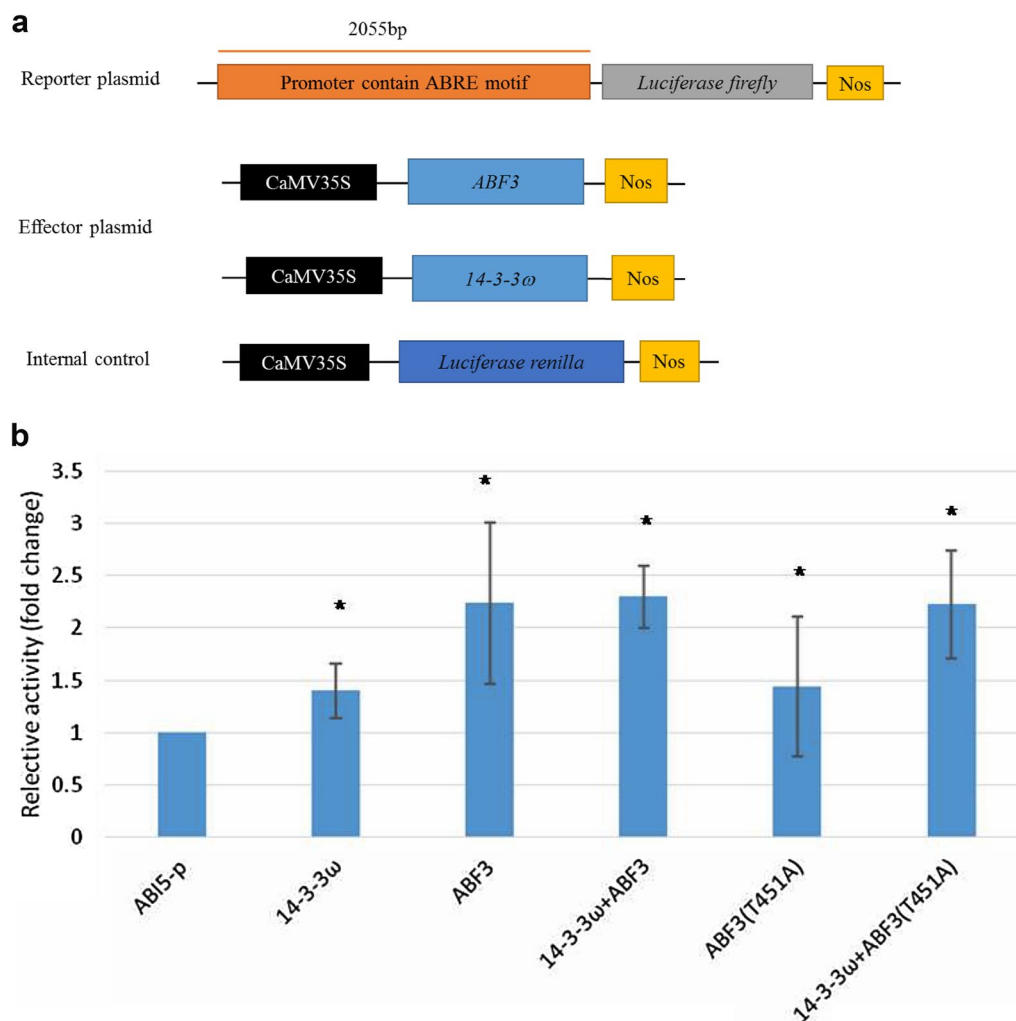 a
2055bp
Reporter plasmid
Promoter contain ABRE motif
Luciferase firefly
Nos
CaMV35S
ABF3
Nos
Effector plasmid
CaMV35S
14-3-3ω
Nos
Internal control
CaMV35S
Luciferase renilla
Nos
b
Relective activity (fold change)
3.5
3
2.5
2
1.5
1
0.5
0
*
*
*
*
*
ABI5-p
14-3-3ω
ABF3
14-3-3ω+ABF3
ABF3(T451A)
14-3-3ω+ABF3(T451A)